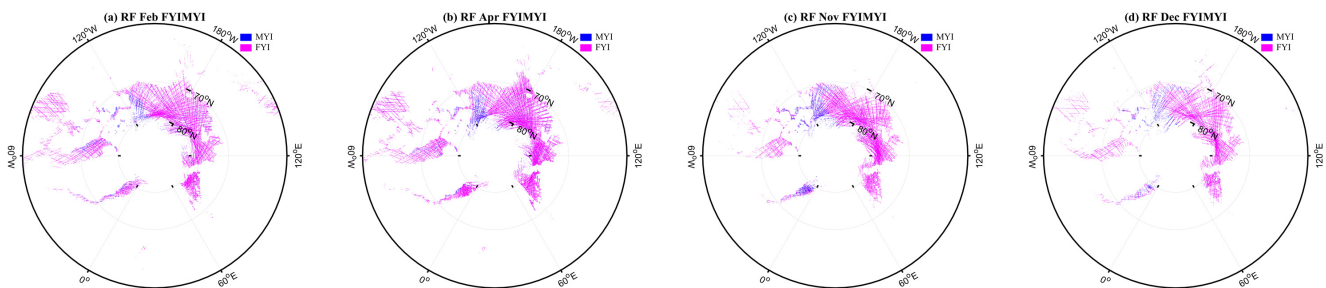 (a) RF Feb FYIMYI
120°W
180°W
MYI
FYI
70°N
80°N
60°W
120°E
0°
60°E
(b) RF Apr FYIMYI
120°W
180°W
MYI
FYI
70°N
80°N
60°W
120°E
0°
60°E
(c) RF Nov FYIMYI
120°W
180°W
MYI
FYI
70°N
80°N
60°W
120°E
0°
60°E
(d) RF Dec FYIMYI
120°W
180°W
MYI
FYI
70°N
80°N
60°W
120°E
0°
60°E